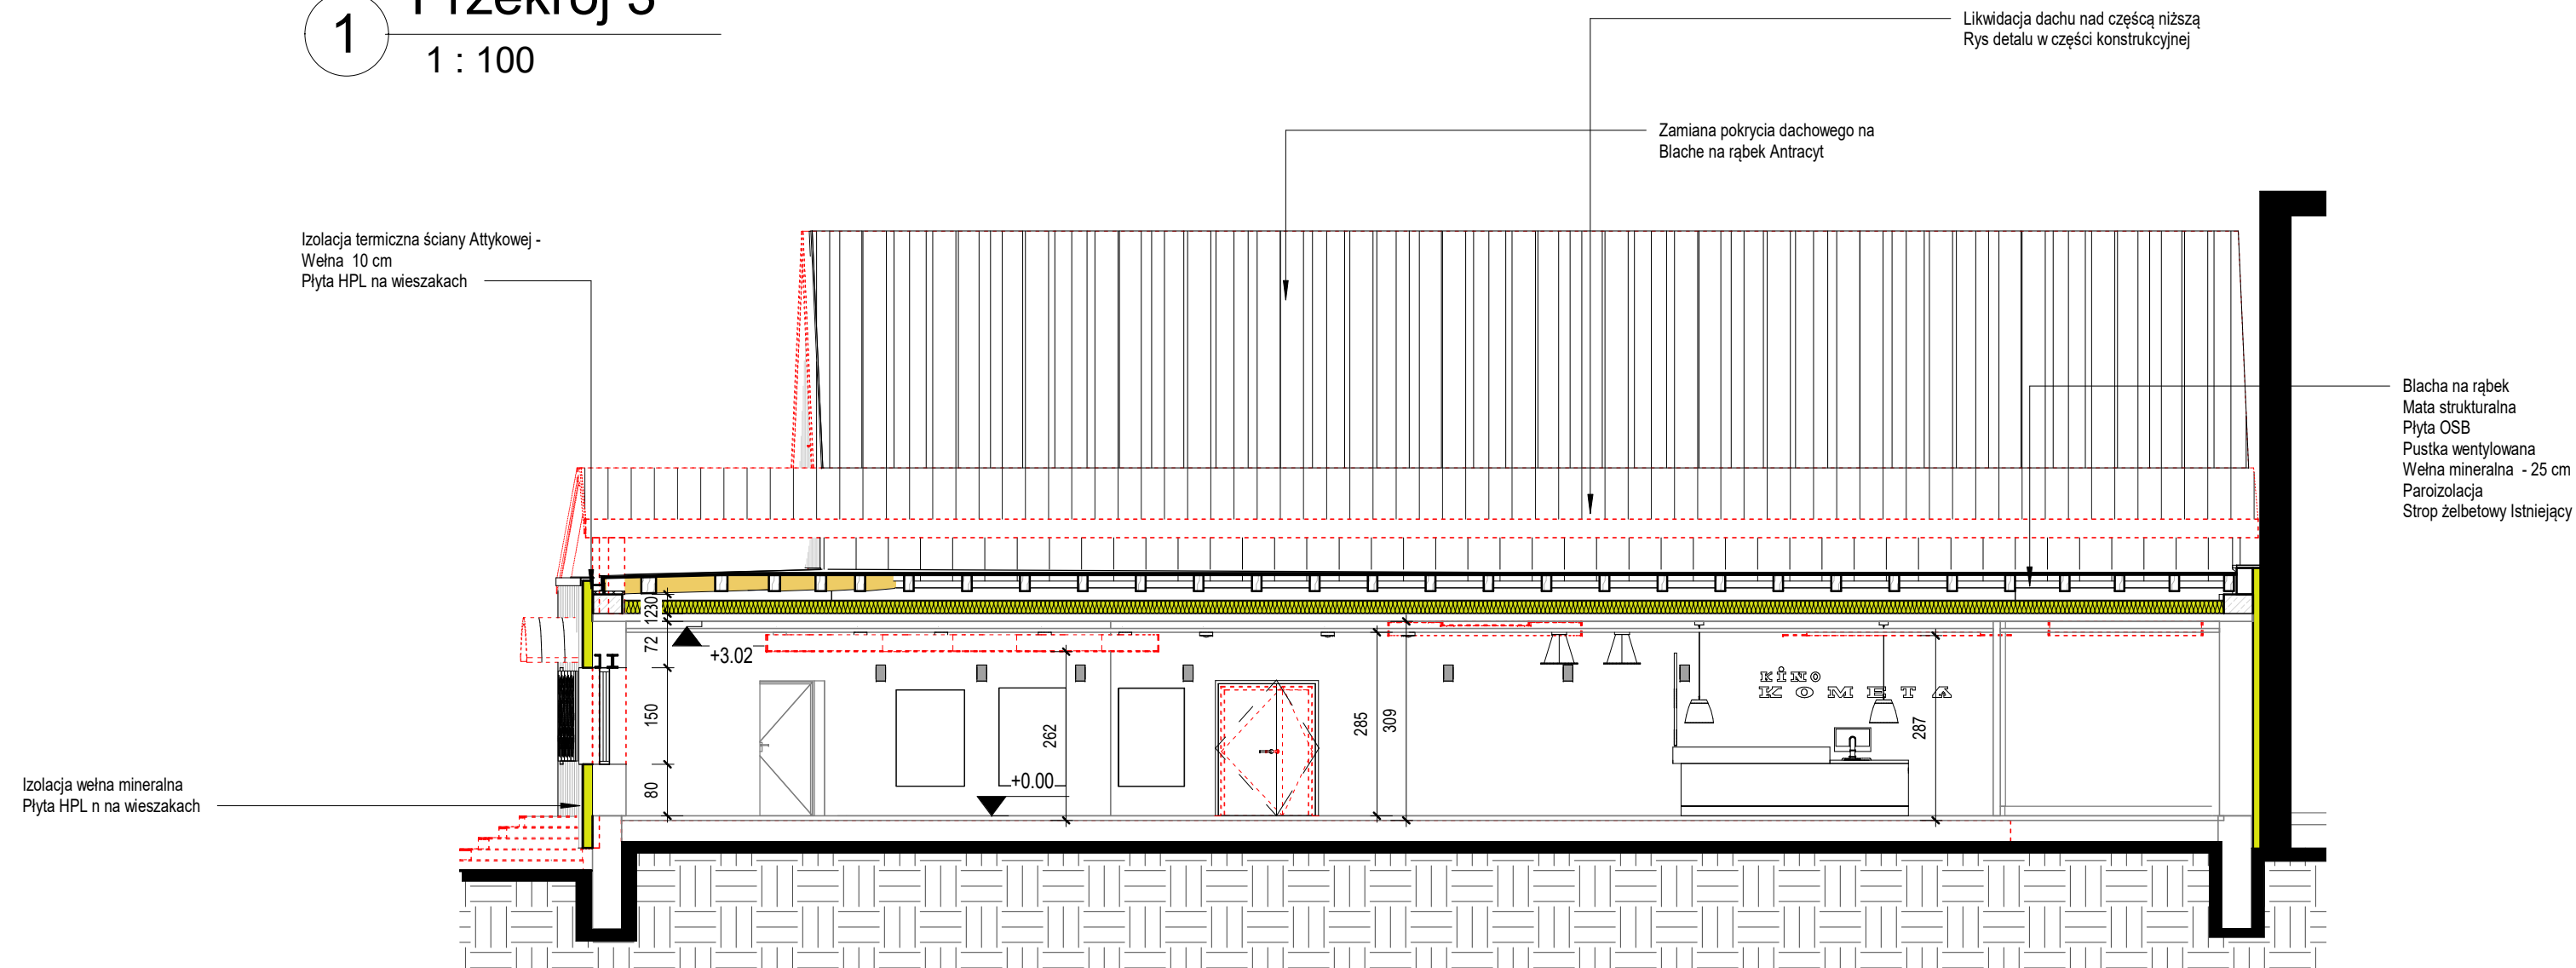 1
Przekrój 3
1 : 100
Likwidacja dachu nad częścą niższą
Rys detalu w części konstrukcyjnej
Zamiana pokrycia dachowego na
Blache na rąbek Antracyt
Izolacja termiczna ściany Attykowej -
Wełna 10 cm
Płyta HPL na wieszakach
Blacha na rąbek
Mata strukturalna
Płyta OSB
Pustka wentylowana
Wełna mineralna - 25 cm
Paroizolacja
Strop żelbetowy Istniejący
1230
72
+3.02
150
80
262
+0.00
285
309
KINO
KOMETA
287
Izolacja wełna mineralna
Płyta HPL n na wieszakach